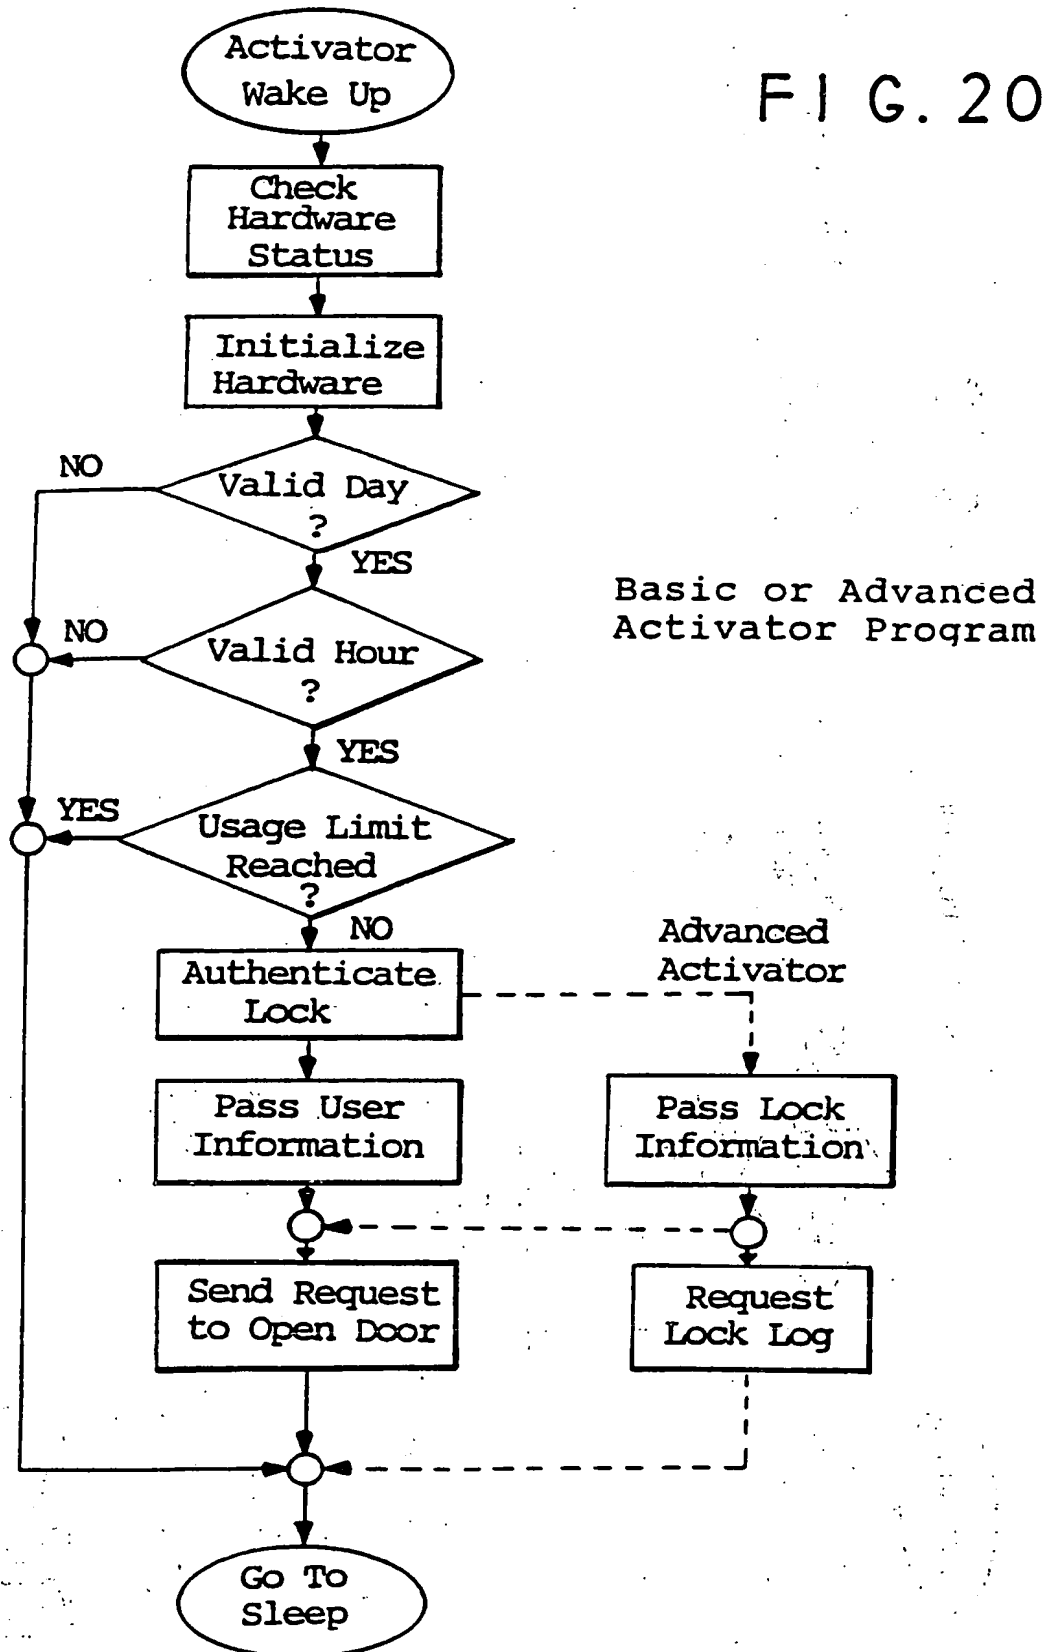 Activator
Wake Up
FIG. 20
Check
Hardware
Status
Initialize
Hardware
NO
Valid Day
?
YES
Basic or Advanced
Activator Program
NO
Valid Hour
?
YES
YES
Usage Limit
Reached
?
NO
Advanced
Activator
Authenticate
Lock
Pass User
Information
Pass Lock
Information
Send Request
to Open Door
Request
Lock Log
Go To
Sleep